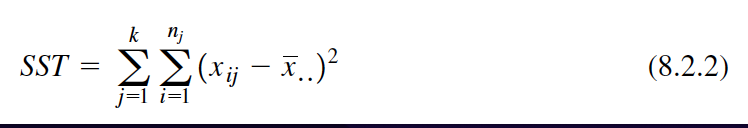 SST = \sum_{j=1}^{k} \sum_{i=1}^{n_j} (x_{ij} - \bar{x}_{..})^2 (8.2.2)